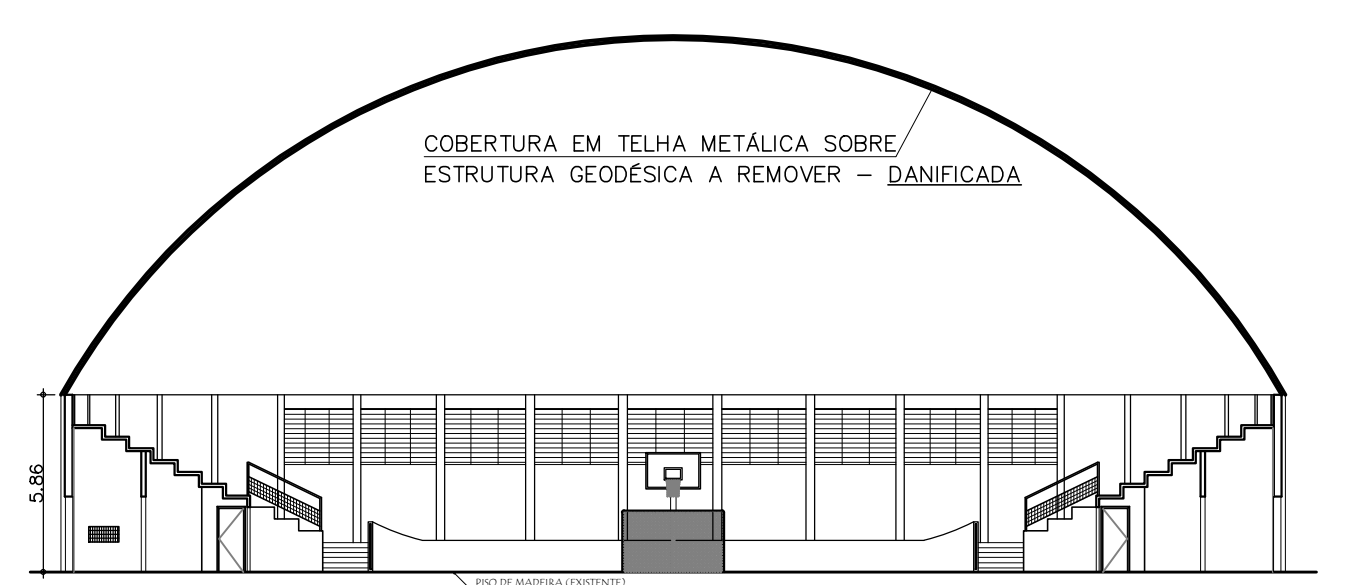 COBERTURA EM TELHA METÁLICA SOBRE
ESTRUTURA GEODÉSICA A REMOVER – DANIFICADA
5.86
PISO DE MADEIRA (EXISTENTE)